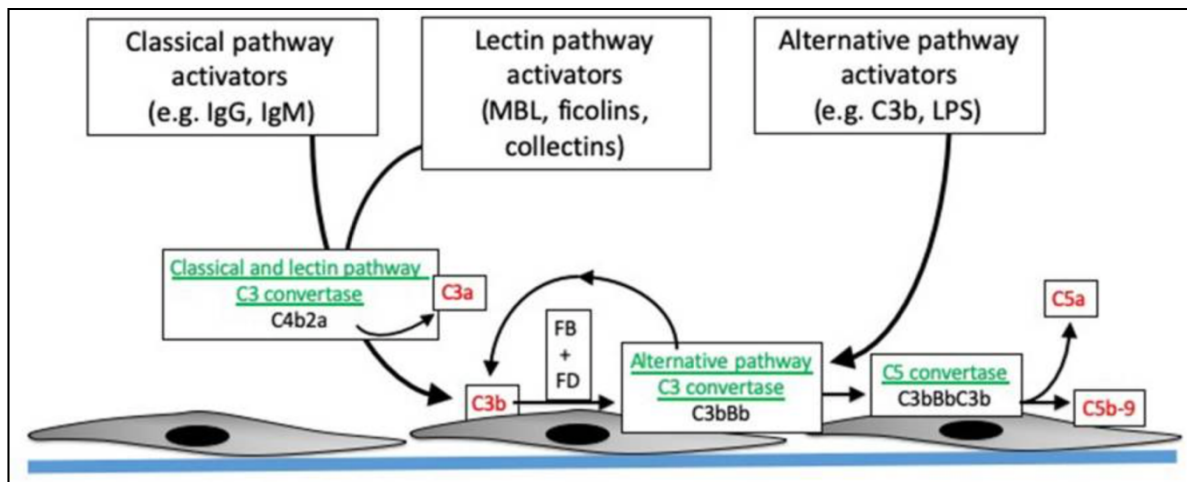 Classical pathway
activators
(e.g. IgG, IgM)
Lectin pathway
activators
(MBL, ficolins,
collectins)
Alternative pathway
activators
(e.g. C3b, LPS)
Classical and lectin pathway
C3 convertase
C4b2a
C3a
C3b
FB
+
FD
Alternative pathway
C3 convertase
C3bBb
C5 convertase
C3bBbC3b
C5a
C5b-9